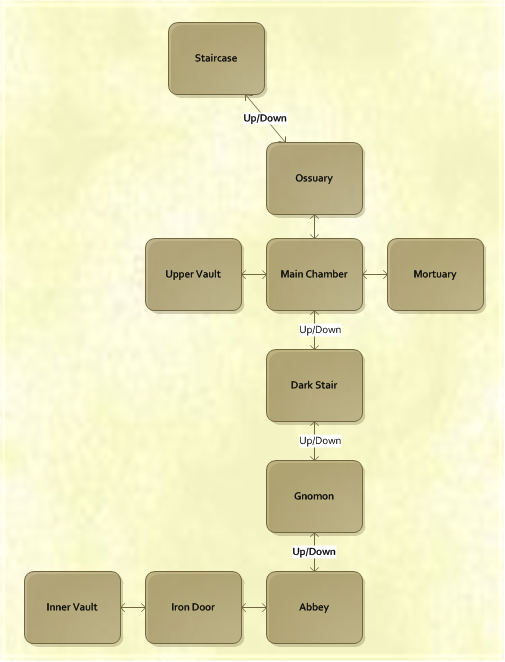 Staircase
Up/Down
Ossuary
Upper Vault
Main Chamber
Mortuary
Up/Down
Dark Stair
Up/Down
Gnomon
Up/Down
Inner Vault
Iron Door
Abbey